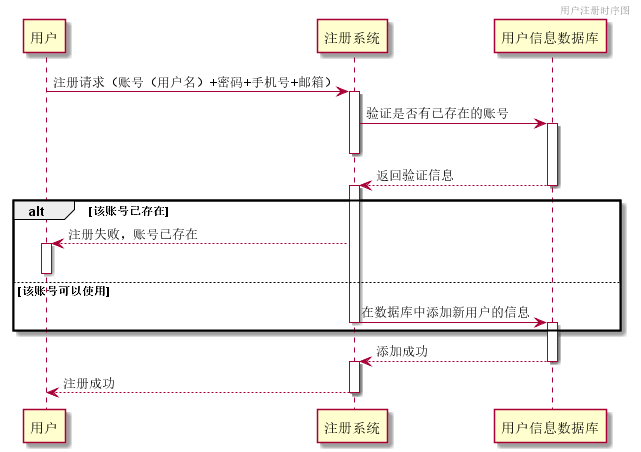 用户注册时序图
用户
注册系统
用户信息数据库
注册请求（账号（用户名）+密码+手机号+邮箱）
验证是否有已存在的账号
返回验证信息
alt [该账号已存在]
注册失败，账号已存在
[该账号可以使用]
在数据库中添加新用户的信息
添加成功
注册成功
用户
注册系统
用户信息数据库